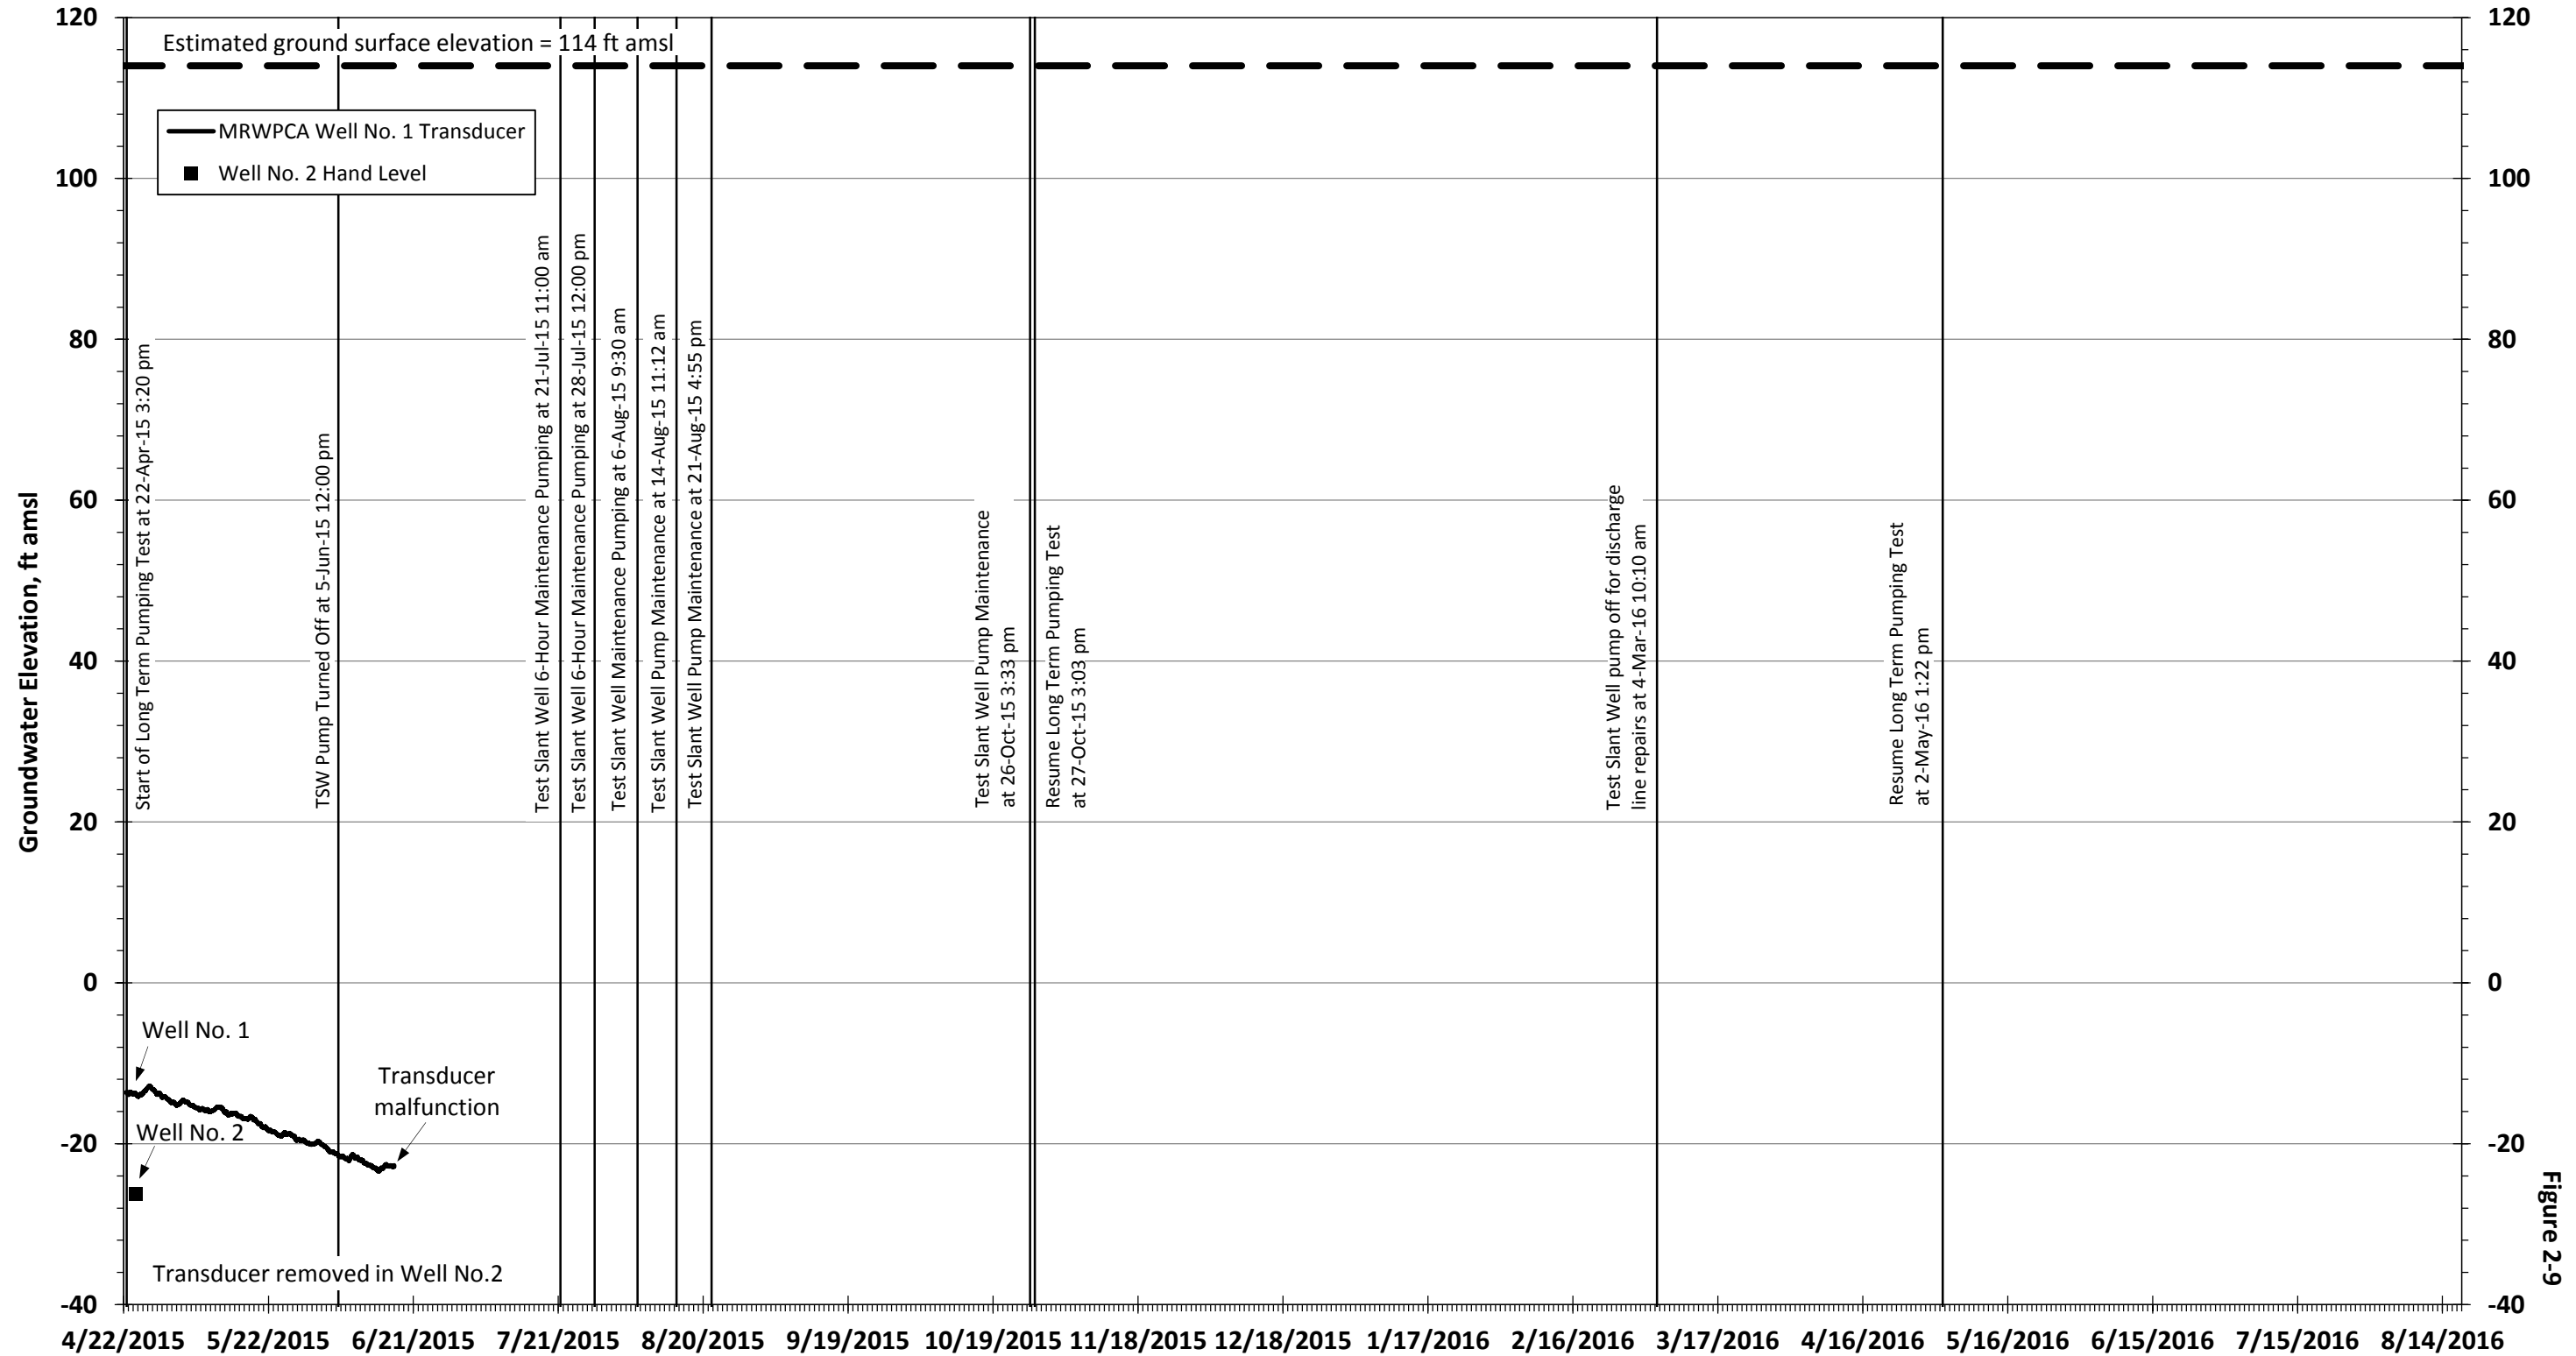 120
100
80
60
40
20
0
-20
-40
Groundwater Elevation, ft amsl
Estimated ground surface elevation = 114 ft amsl
MRWPCA Well No. 1 Transducer
Well No. 2 Hand Level
Start of Long Term Pumping Test at 22-Apr-15 3:20 pm
TSW Pump Turned Off at 5-Jun-15 12:00 pm
Test Slant Well 6-Hour Maintenance Pumping at 21-Jul-15 11:00 am
Test Slant Well 6-Hour Maintenance Pumping at 28-Jul-15 12:00 pm
Test Slant Well Maintenance Pumping at 6-Aug-15 9:30 am
Test Slant Well Pump Maintenance at 14-Aug-15 11:12 am
Test Slant Well Pump Maintenance at 21-Aug-15 4:55 pm
Test Slant Well Pump Maintenance
at 26-Oct-15 3:33 pm
Resume Long Term Pumping Test
at 27-Oct-15 3:03 pm
Test Slant Well pump off for discharge
line repairs at 4-Mar-16 10:10 am
Resume Long Term Pumping Test
at 2-May-16 1:22 pm
Well No. 1
Well No. 2
Transducer
malfunction
Transducer removed in Well No.2
120
100
80
60
40
20
0
-20
-40
4/22/2015 5/22/2015 6/21/2015 7/21/2015 8/20/2015 9/19/2015 10/19/2015 11/18/2015 12/18/2015 1/17/2016 2/16/2016 3/17/2016 4/16/2016 5/16/2016 6/15/2016 7/15/2016 8/14/2016
Figure 2-9